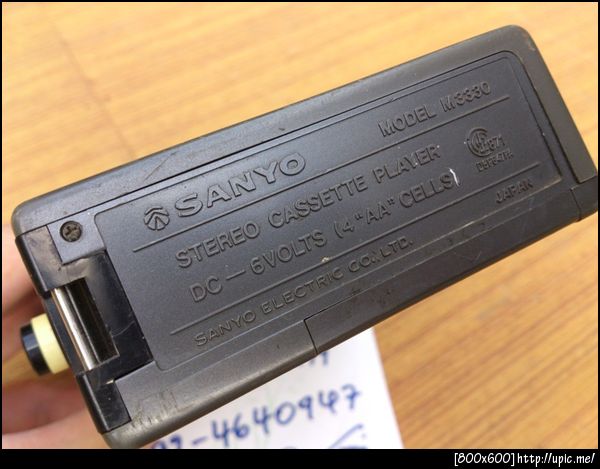 SANYO MODEL M3330
STEREO CASSETTE PLAYER
DC – 6VOLTS (4 "AA" CELLS)
SANYO ELECTRIC CO., LTD. JAPAN
-4640947
[800x600]http://upic.me/